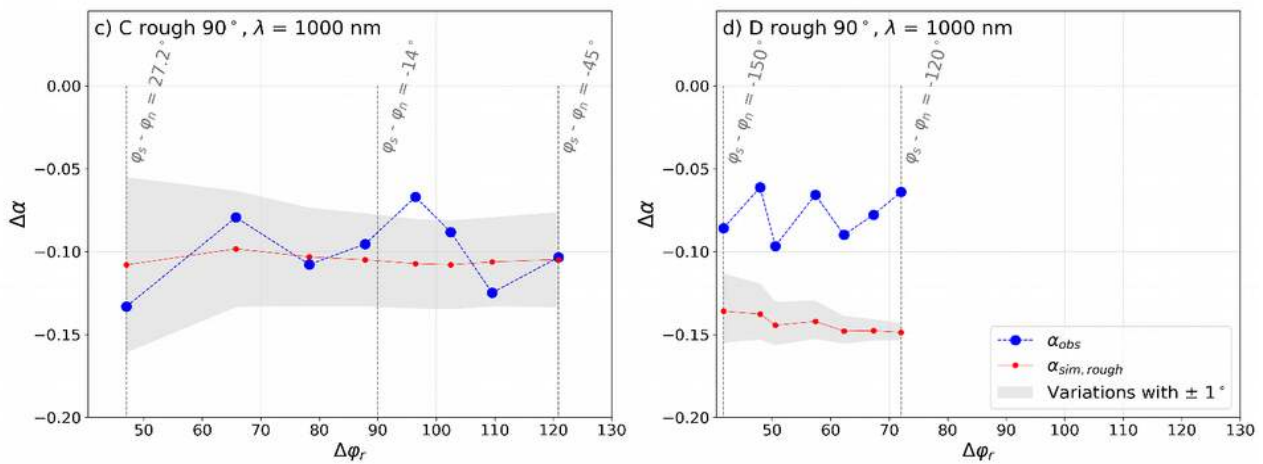 c) C rough 90°, λ = 1000 nm
φs - φn = 27.2°
φs - φn = -14°
φs - φn = -45°
Δα
0.00
−0.05
−0.10
−0.15
−0.20
50 60 70 80 90 100 110 120 130
Δφr
d) D rough 90°, λ = 1000 nm
φs - φn = -150°
φs - φn = -120°
Δα
0.00
−0.05
−0.10
−0.15
−0.20
αobs
αsim, rough
Variations with ± 1°
50 60 70 80 90 100 110 120 130
Δφr